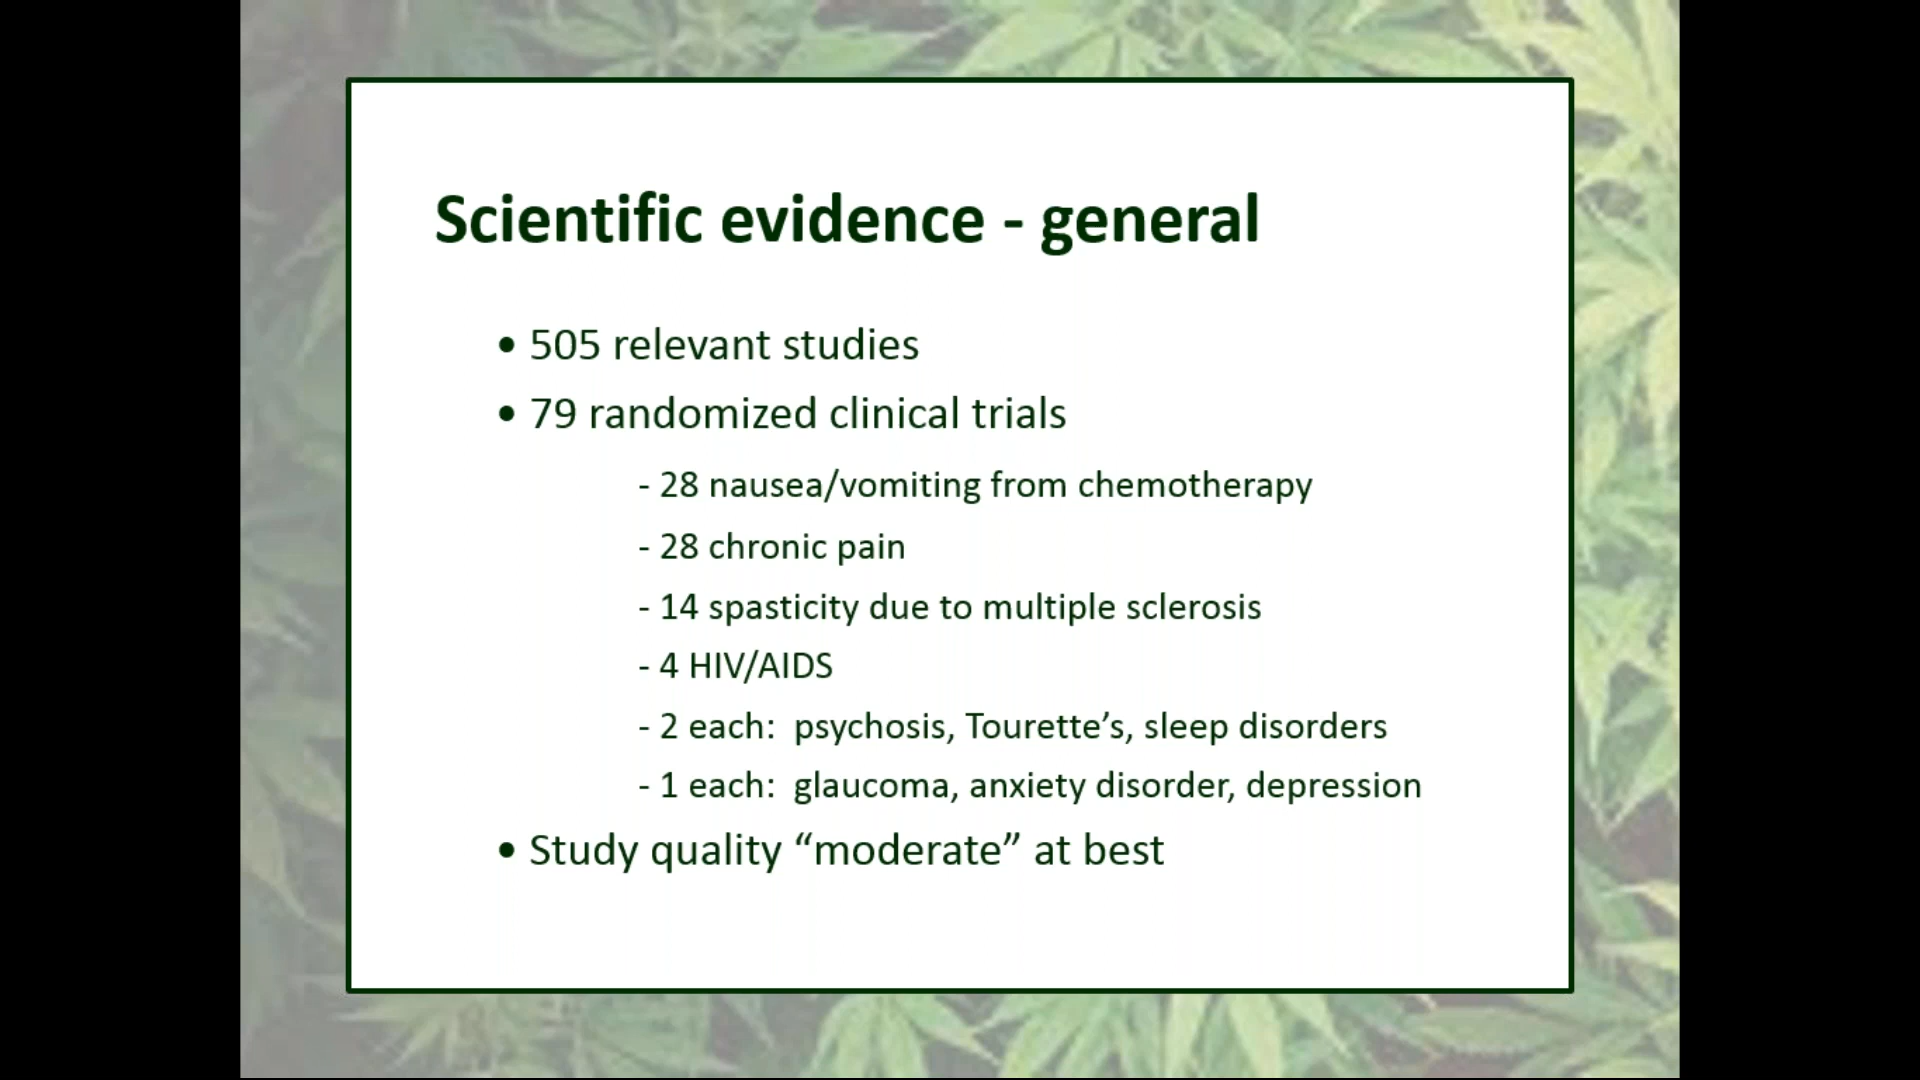 Scientific evidence - general
• 505 relevant studies
• 79 randomized clinical trials
- 28 nausea/vomiting from chemotherapy
- 28 chronic pain
- 14 spasticity due to multiple sclerosis
- 4 HIV/AIDS
- 2 each:  psychosis, Tourette’s, sleep disorders
- 1 each:  glaucoma, anxiety disorder, depression
• Study quality “moderate” at best